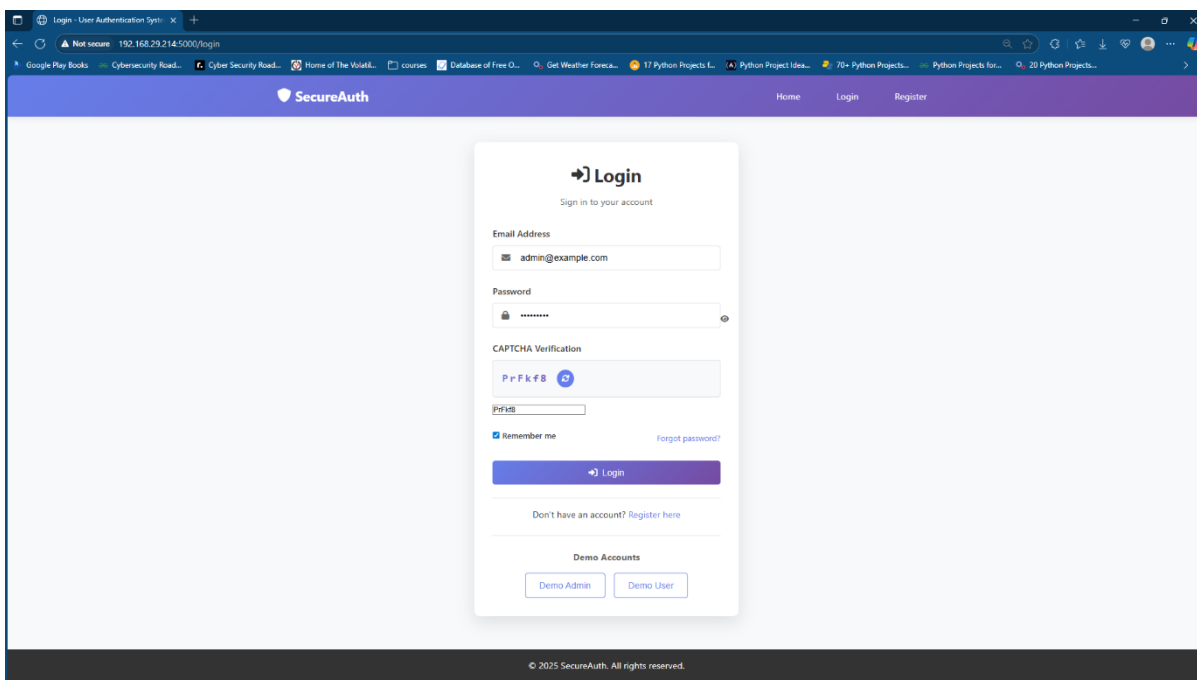 Login - User Authentication Syste
Not secure 192.168.29.214:5000/login
Google Play Books Cybersecurity Road... Cyber Security Road... Home of The Volatil... courses Database of Free O... Get Weather Foreca... 17 Python Projects I... Python Project Idea... 70+ Python Projects... Python Projects for... 20 Python Projects...
SecureAuth Home Login Register
Login
Sign in to your account
Email Address
admin@example.com
Password
CAPTCHA Verification
PrFkf8
PrFkf8
Remember me Forgot password?
Login
Don't have an account? Register here
Demo Accounts
Demo Admin Demo User
© 2025 SecureAuth. All rights reserved.